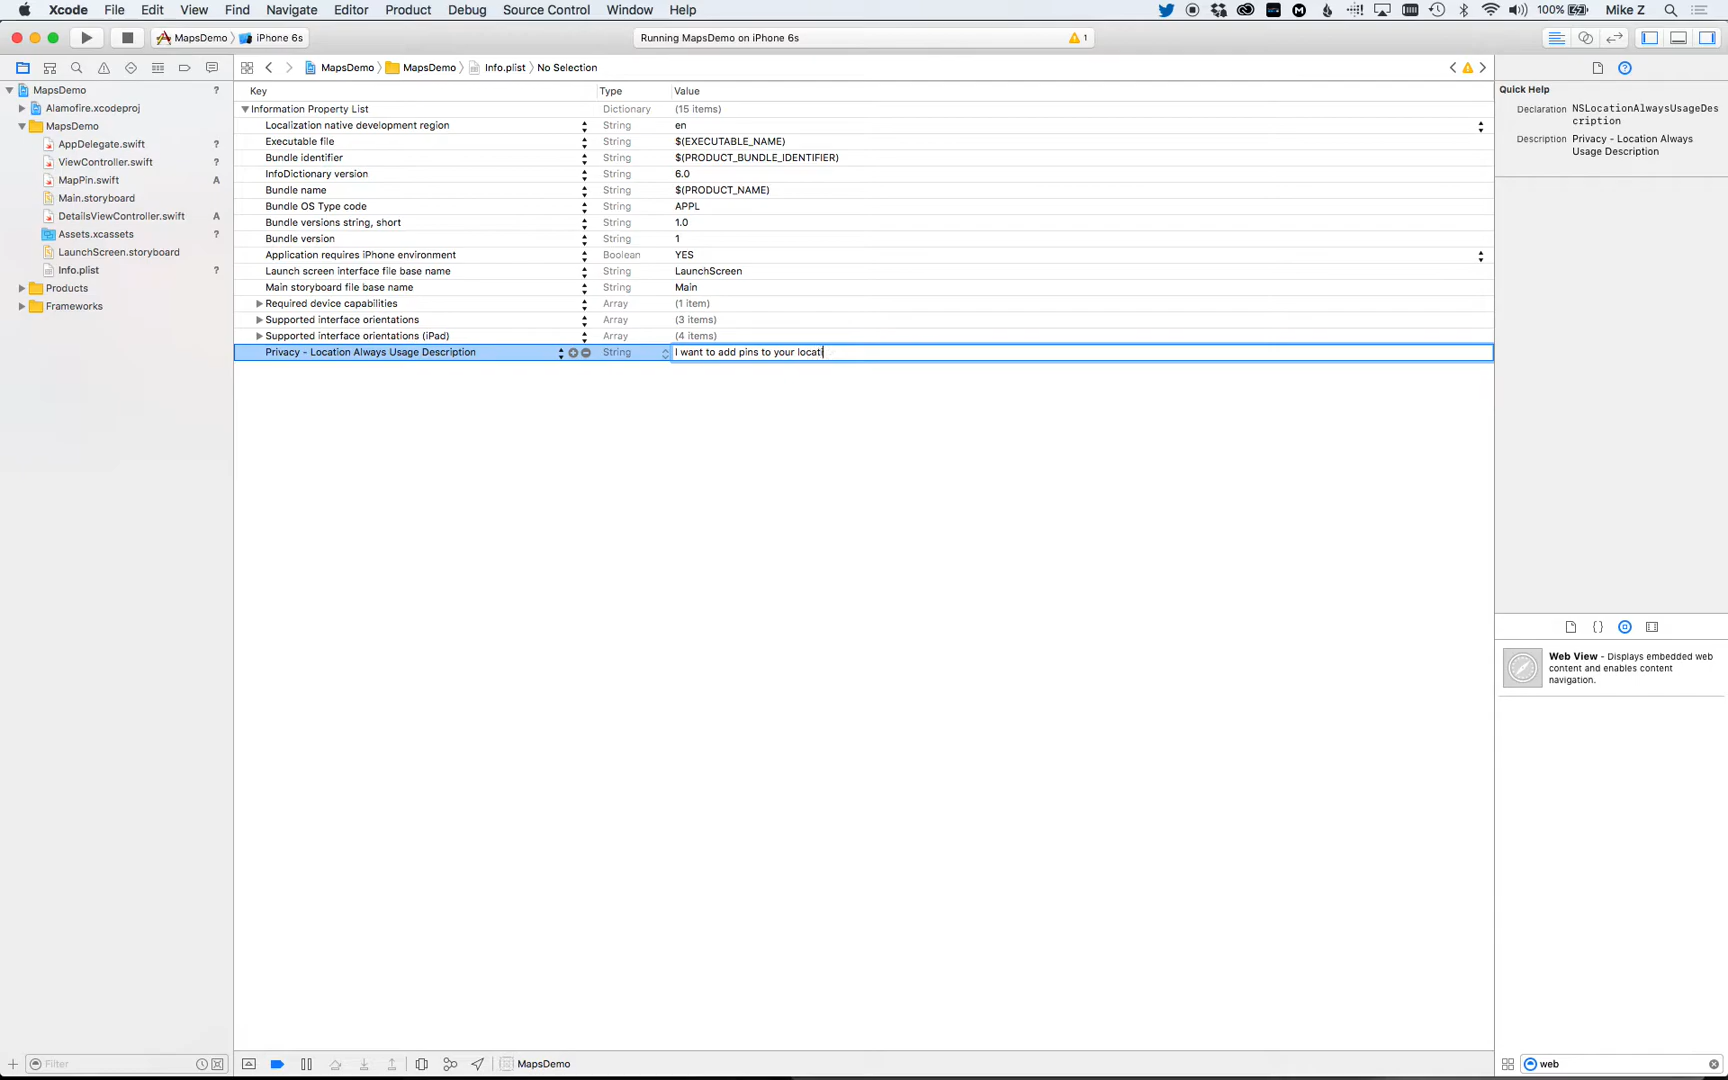 Xcode File Edit View Find Navigate Editor Product Debug Source Control Window Help 100% Mike Z
MapsDemo iPhone 6s Running MapsDemo on iPhone 6s 1
MapsDemo MapsDemo Info.plist No Selection
MapsDemo ?
Alamofire.xcodeproj
MapsDemo
AppDelegate.swift ?
ViewController.swift ?
MapPin.swift A
Main.storyboard
DetailsViewController.swift A
Assets.xcassets ?
LaunchScreen.storyboard
Info.plist ?
Products
Frameworks
Filter
Key Type Value
Information Property List Dictionary (15 items)
Localization native development region String en
Executable file String $(EXECUTABLE_NAME)
Bundle identifier String $(PRODUCT_BUNDLE_IDENTIFIER)
InfoDictionary version String 6.0
Bundle name String $(PRODUCT_NAME)
Bundle OS Type code String APPL
Bundle versions string, short String 1.0
Bundle version String 1
Application requires iPhone environment Boolean YES
Launch screen interface file base name String LaunchScreen
Main storyboard file base name String Main
Required device capabilities Array (1 item)
Supported interface orientations Array (3 items)
Supported interface orientations (iPad) Array (4 items)
Privacy - Location Always Usage Description String I want to add pins to your locati
MapsDemo
Quick Help
Declaration NSLocationAlwaysUsageDes
cription
Description Privacy - Location Always
Usage Description
Web View - Displays embedded web
content and enables content
navigation.
web